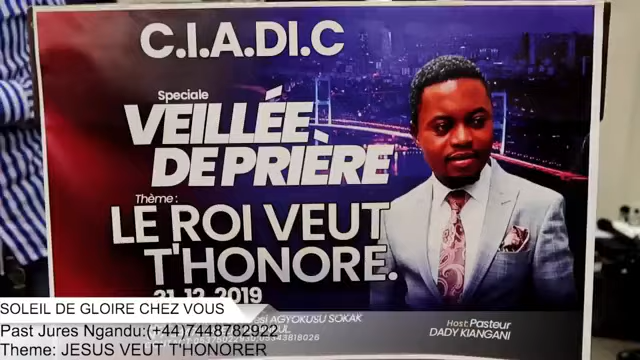 C.I.A.DI.C
Speciale
VEILLÉE
DE PRIÈRE
Thème :
LE ROI VEUT
T'HONORE.
31.12.2019
AGYOKUSU SOKAK
Host: Pasteur
DADY KIANGANI
SOLEIL DE GLOIRE CHEZ VOUS
Past Jures Ngandu:(+44)7448782922
Theme: JESUS VEUT T'HONORER